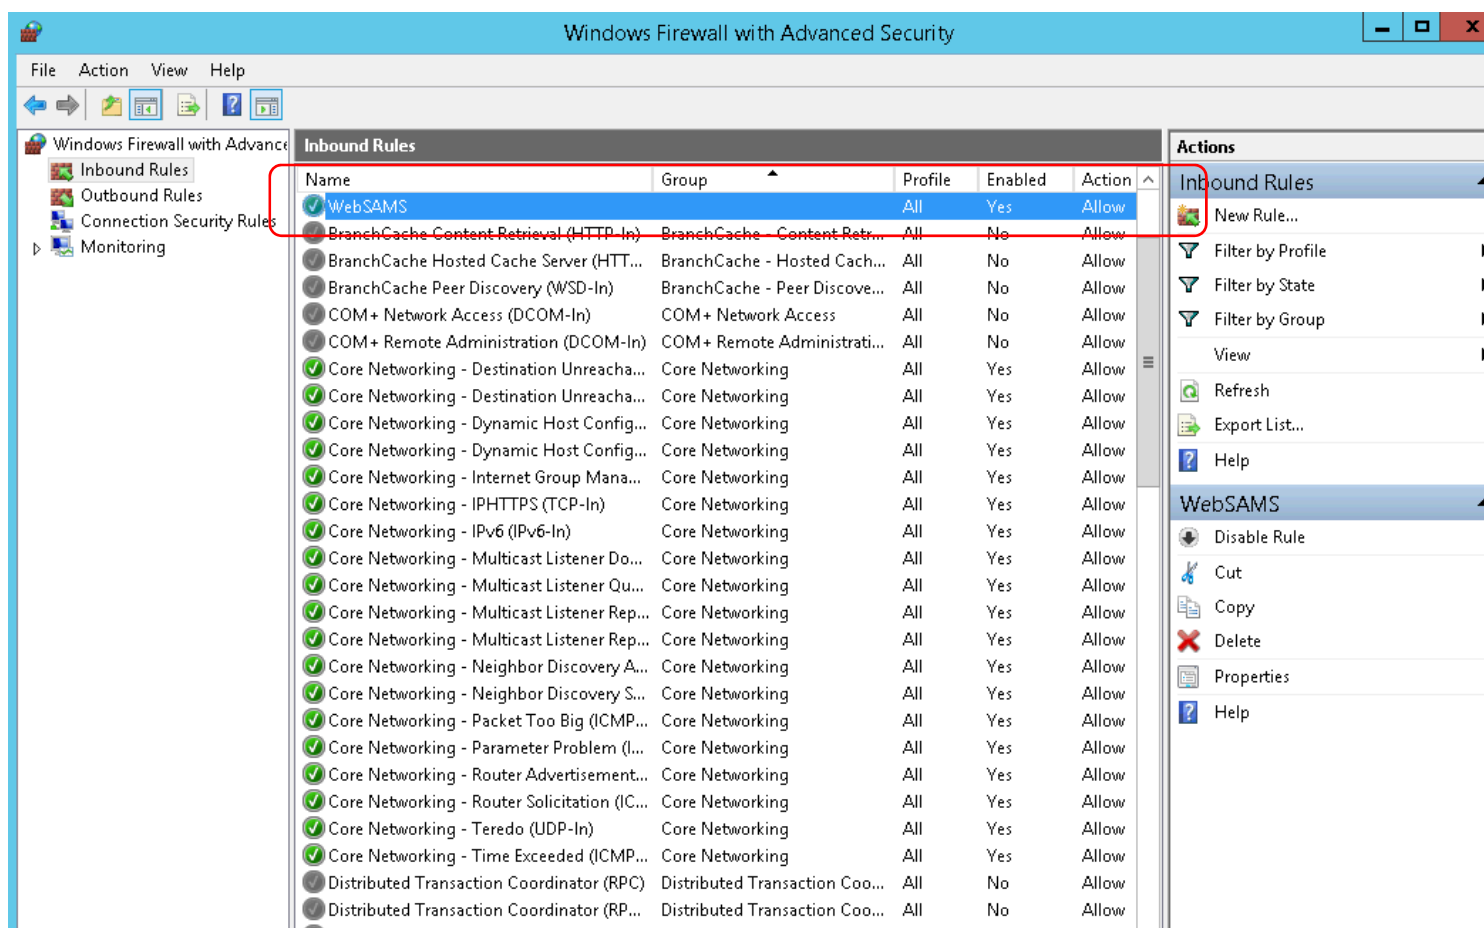 Windows Firewall with Advanced Security
File Action View Help
Windows Firewall with Advance
Inbound Rules
Outbound Rules
Connection Security Rules
Monitoring
Inbound Rules
Name Group Profile Enabled Action
WebSAMS All Yes Allow
BranchCache Content Retrieval (HTTP-In) BranchCache - Content Retr... All No Allow
BranchCache Hosted Cache Server (HTT... BranchCache - Hosted Cach... All No Allow
BranchCache Peer Discovery (WSD-In) BranchCache - Peer Discove... All No Allow
COM+ Network Access (DCOM-In) COM+ Network Access All No Allow
COM+ Remote Administration (DCOM-In) COM+ Remote Administrati... All No Allow
Core Networking - Destination Unreacha... Core Networking All Yes Allow
Core Networking - Destination Unreacha... Core Networking All Yes Allow
Core Networking - Dynamic Host Config... Core Networking All Yes Allow
Core Networking - Dynamic Host Config... Core Networking All Yes Allow
Core Networking - Internet Group Mana... Core Networking All Yes Allow
Core Networking - IPHTTPS (TCP-In) Core Networking All Yes Allow
Core Networking - IPv6 (IPv6-In) Core Networking All Yes Allow
Core Networking - Multicast Listener Do... Core Networking All Yes Allow
Core Networking - Multicast Listener Qu... Core Networking All Yes Allow
Core Networking - Multicast Listener Rep... Core Networking All Yes Allow
Core Networking - Multicast Listener Rep... Core Networking All Yes Allow
Core Networking - Neighbor Discovery A... Core Networking All Yes Allow
Core Networking - Neighbor Discovery S... Core Networking All Yes Allow
Core Networking - Packet Too Big (ICMP... Core Networking All Yes Allow
Core Networking - Parameter Problem (I... Core Networking All Yes Allow
Core Networking - Router Advertisement... Core Networking All Yes Allow
Core Networking - Router Solicitation (IC... Core Networking All Yes Allow
Core Networking - Teredo (UDP-In) Core Networking All Yes Allow
Core Networking - Time Exceeded (ICMP... Core Networking All Yes Allow
Distributed Transaction Coordinator (RPC) Distributed Transaction Coo... All No Allow
Distributed Transaction Coordinator (RP... Distributed Transaction Coo... All No Allow
Actions
Inbound Rules
New Rule...
Filter by Profile
Filter by State
Filter by Group
View
Refresh
Export List...
Help
WebSAMS
Disable Rule
Cut
Copy
Delete
Properties
Help